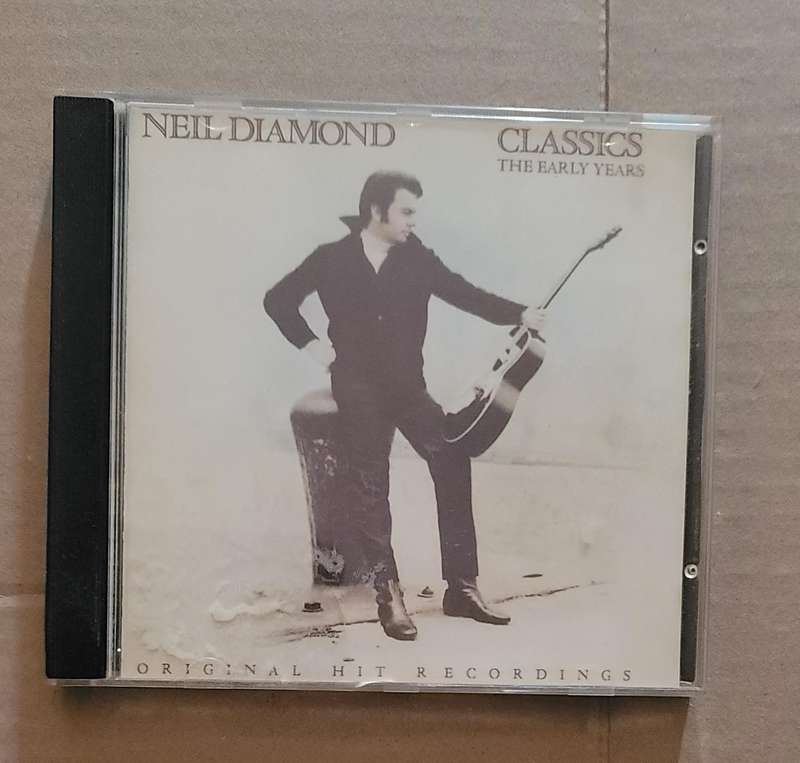 NEIL DIAMOND
CLASSICS
THE EARLY YEARS
ORIGINAL HIT RECORDINGS